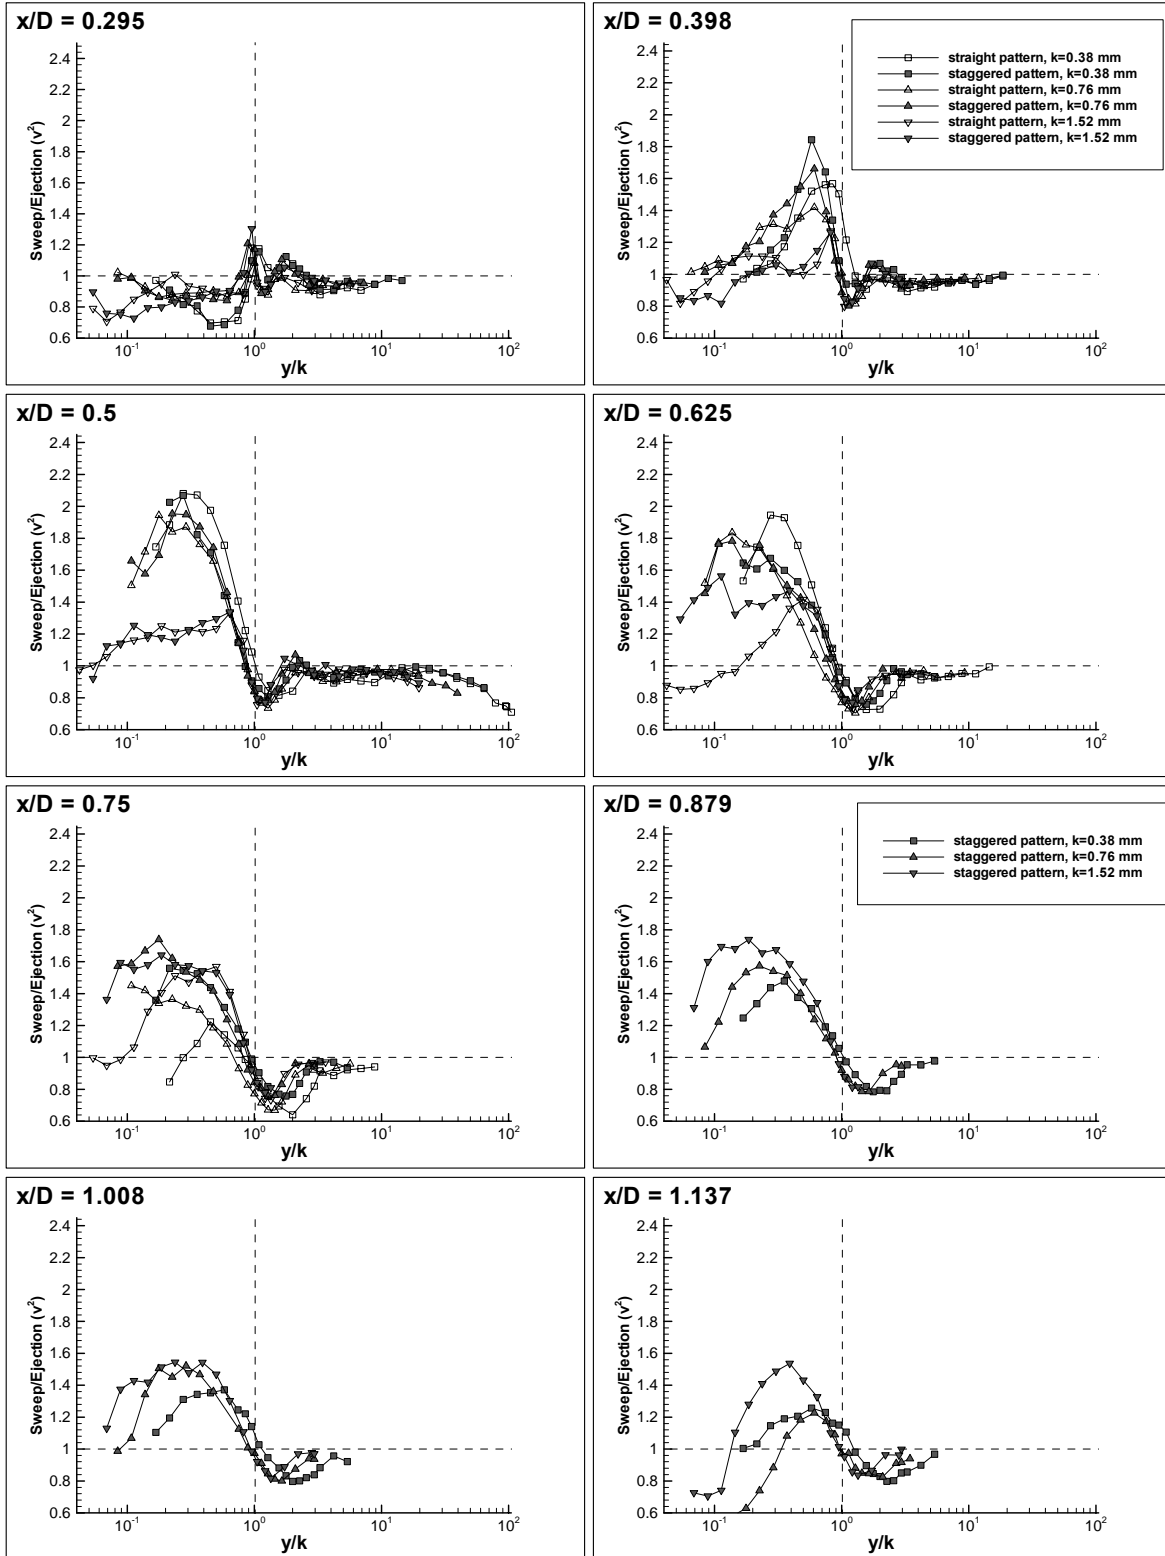 x/D = 0.295
2.4
2.2
2
1.8
1.6
1.4
1.2
1
0.8
0.6
Sweep/Ejection (v²)
10⁻¹ 10⁰ 10¹ 10²
y/k
x/D = 0.398
straight pattern, k=0.38 mm
staggered pattern, k=0.38 mm
straight pattern, k=0.76 mm
staggered pattern, k=0.76 mm
straight pattern, k=1.52 mm
staggered pattern, k=1.52 mm
2.4
2.2
2
1.8
1.6
1.4
1.2
1
0.8
0.6
Sweep/Ejection (v²)
10⁻¹ 10⁰ 10¹ 10²
y/k
x/D = 0.5
2.4
2.2
2
1.8
1.6
1.4
1.2
1
0.8
0.6
Sweep/Ejection (v²)
10⁻¹ 10⁰ 10¹ 10²
y/k
x/D = 0.625
2.4
2.2
2
1.8
1.6
1.4
1.2
1
0.8
0.6
Sweep/Ejection (v²)
10⁻¹ 10⁰ 10¹ 10²
y/k
x/D = 0.75
2.4
2.2
2
1.8
1.6
1.4
1.2
1
0.8
0.6
Sweep/Ejection (v²)
10⁻¹ 10⁰ 10¹ 10²
y/k
x/D = 0.879
staggered pattern, k=0.38 mm
staggered pattern, k=0.76 mm
staggered pattern, k=1.52 mm
2.4
2.2
2
1.8
1.6
1.4
1.2
1
0.8
0.6
Sweep/Ejection (v²)
10⁻¹ 10⁰ 10¹ 10²
y/k
x/D = 1.008
2.4
2.2
2
1.8
1.6
1.4
1.2
1
0.8
0.6
Sweep/Ejection (v²)
10⁻¹ 10⁰ 10¹ 10²
y/k
x/D = 1.137
2.4
2.2
2
1.8
1.6
1.4
1.2
1
0.8
0.6
Sweep/Ejection (v²)
10⁻¹ 10⁰ 10¹ 10²
y/k